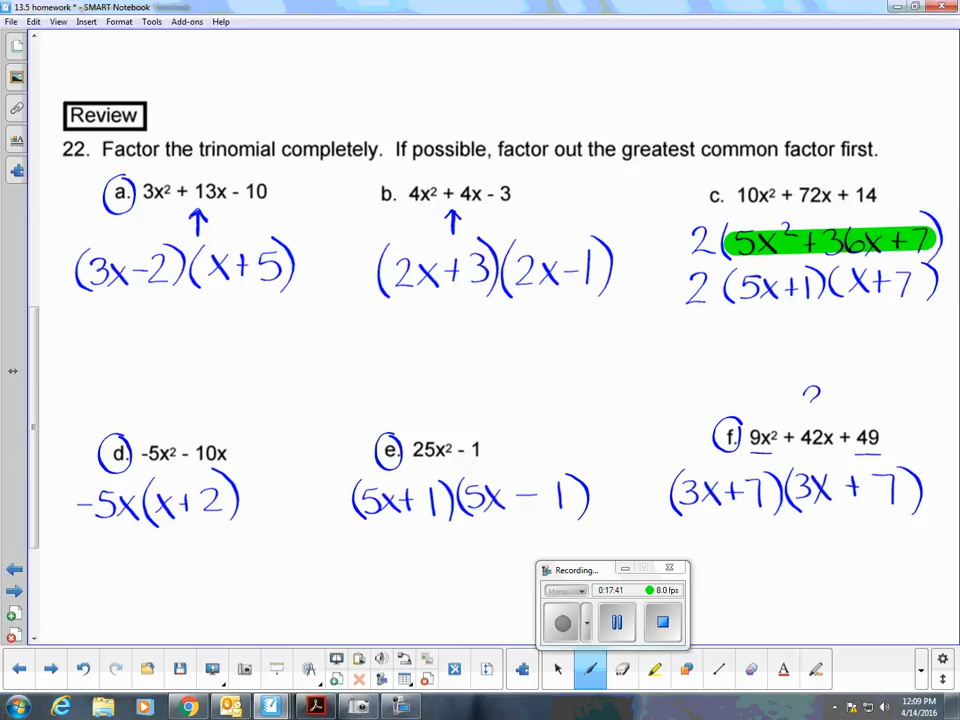 13.5 homework * - SMART Notebook
File Edit View Insert Format Tools Add-ons Help
Review
22. Factor the trinomial completely. If possible, factor out the greatest common factor first.
a. 3x² + 13x - 10
b. 4x² + 4x - 3
c. 10x² + 72x + 14
(3x-2)(x+5)
(2x+3)(2x-1)
2(5x²+36x+7)
2(5x+1)(x+7)
d. -5x² - 10x
e. 25x² - 1
f. 9x² + 42x + 49
-5x(x+2)
(5x+1)(5x - 1)
(3x+7)(3x + 7)
Recording...
0:17:41 8.0 fps
12:09 PM
4/14/2016